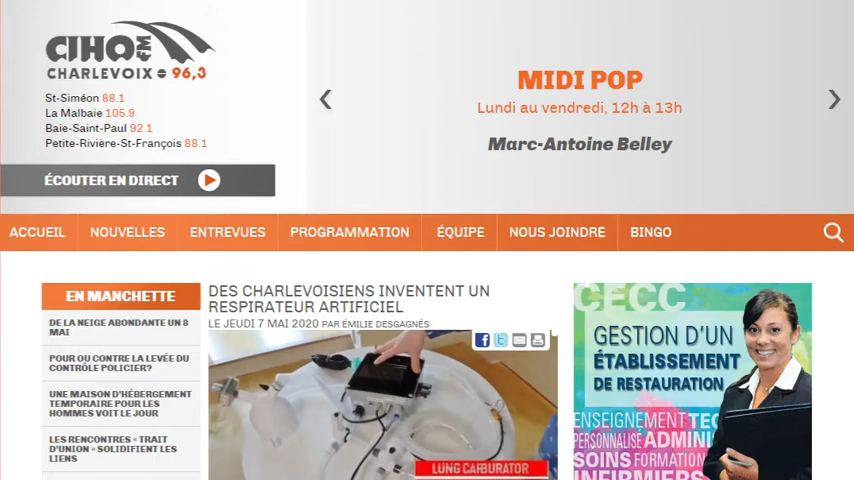 CIHO FM
CHARLEVOIX 96,3
St-Siméon 88.1
La Malbaie 105.9
Baie-Saint-Paul 92.1
Petite-Rivière-St-François 88.1
ÉCOUTER EN DIRECT
MIDI POP
Lundi au vendredi, 12h à 13h
Marc-Antoine Belley
ACCUEIL NOUVELLES ENTREVUES PROGRAMMATION ÉQUIPE NOUS JOINDRE BINGO
EN MANCHETTE
DE LA NEIGE ABONDANTE UN 8
MAI
POUR OU CONTRE LA LEVÉE DU
CONTRÔLE POLICIER?
UNE MAISON D'HÉBERGEMENT
TEMPORAIRE POUR LES
HOMMES VOIT LE JOUR
LES RENCONTRES « TRAIT
D'UNION » SOLIDIFIENT LES
LIENS
DES CHARLEVOISIENS INVENTENT UN
RESPIRATEUR ARTIFICIEL
LE JEUDI 7 MAI 2020 PAR ÉMILIE DESGAGNÉS
LUNG CARBURATOR
CECC
GESTION D'UN
ÉTABLISSEMENT
DE RESTAURATION
ENSEIGNEMENT TEC
PERSONNALISÉ ADMINI
SOINS FORMATION
INFIRMIERS